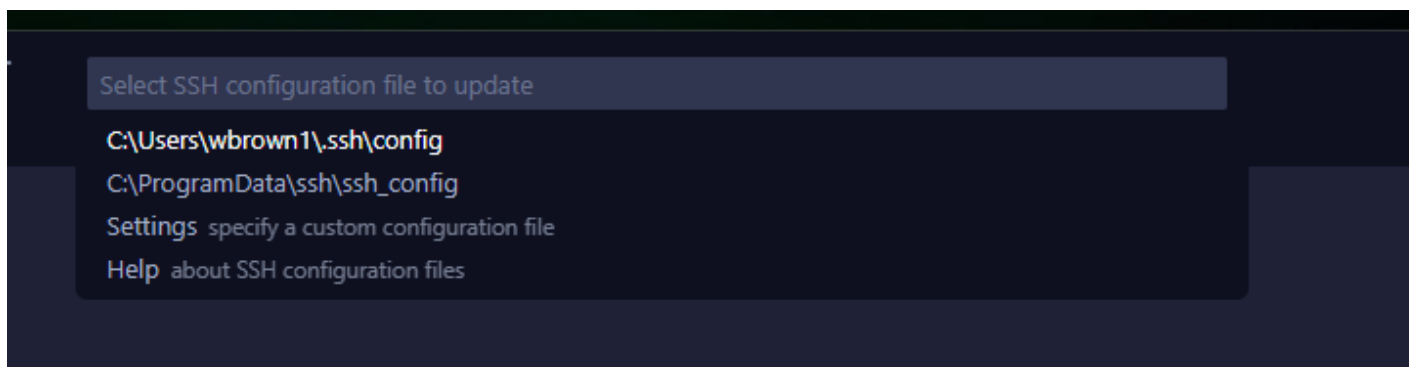 Select SSH configuration file to update
C:\Users\wbrown1\.ssh\config
C:\ProgramData\ssh\ssh_config
Settings specify a custom configuration file
Help about SSH configuration files